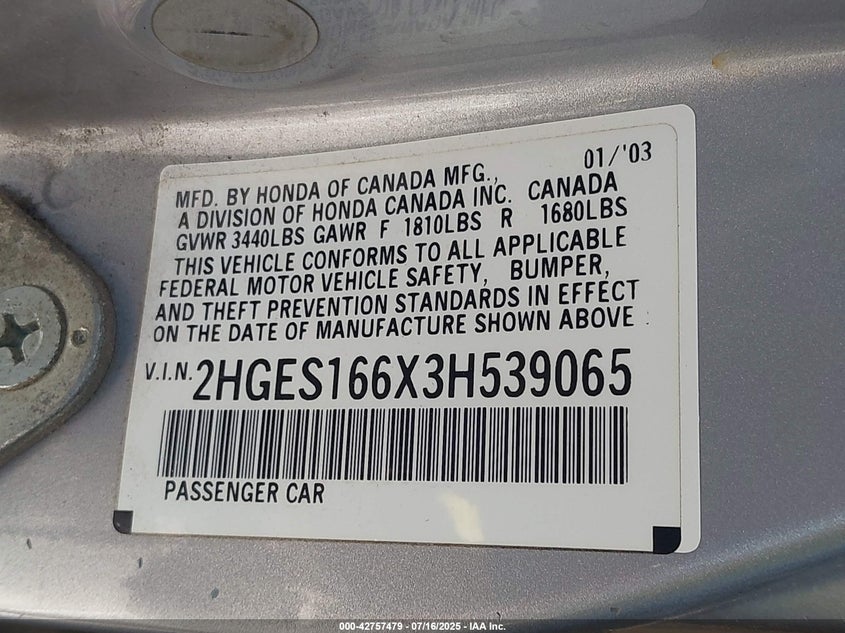 01/'03
MFD. BY HONDA OF CANADA MFG.,
A DIVISION OF HONDA CANADA INC. CANADA
GVWR 3440LBS GAWR F 1810LBS R 1680LBS
THIS VEHICLE CONFORMS TO ALL APPLICABLE
FEDERAL MOTOR VEHICLE SAFETY, BUMPER,
AND THEFT PREVENTION STANDARDS IN EFFECT
ON THE DATE OF MANUFACTURE SHOWN ABOVE
V.I.N. 2HGES166X3H539065
PASSENGER CAR
000-42757479 - 07/16/2025 - IAA Inc.